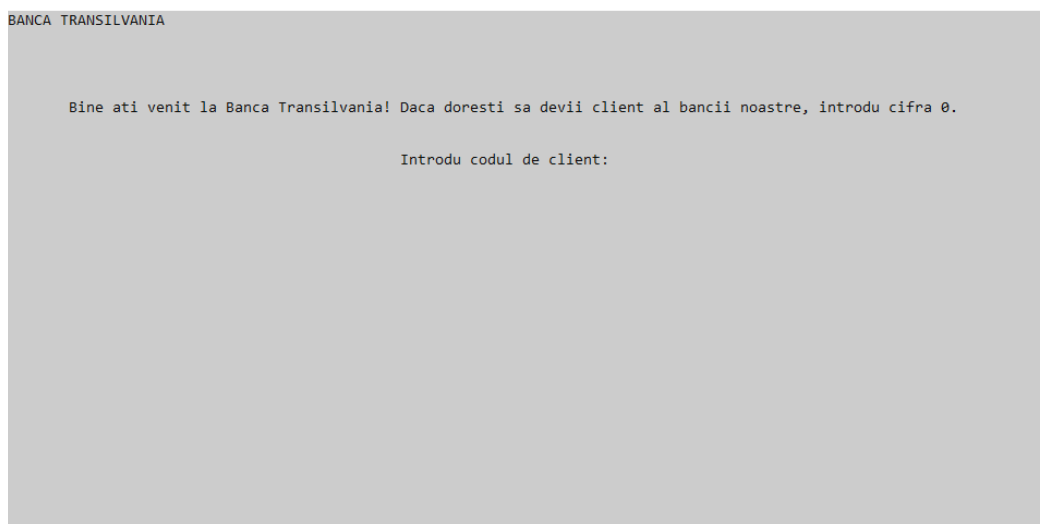 BANCA TRANSILVANIA
Bine ati venit la Banca Transilvania! Daca doresti sa devii client al bancii noastre, introdu cifra 0.
Introdu codul de client: